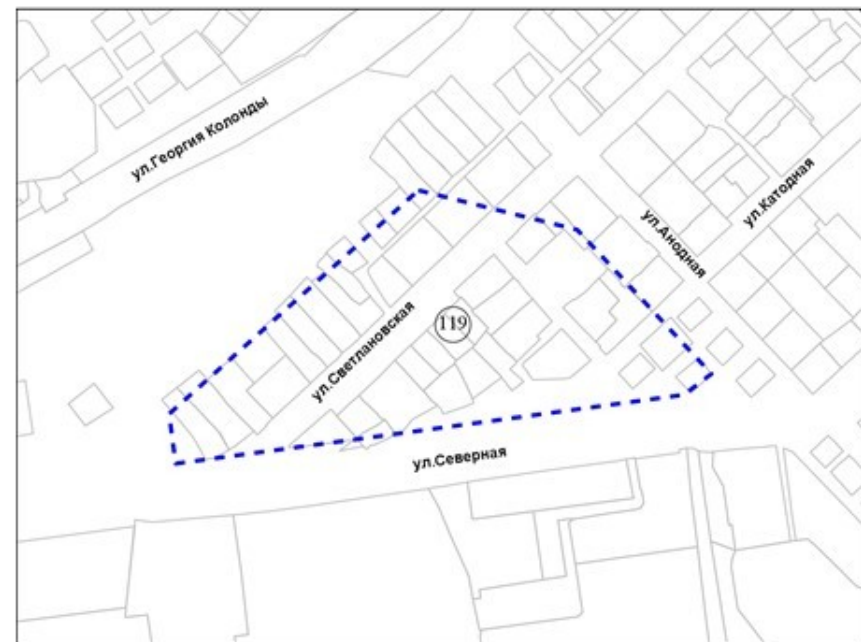 ул.Георгия Колонды
ул.Катодная
ул.Анодная
119
ул.Светлановская
ул.Северная